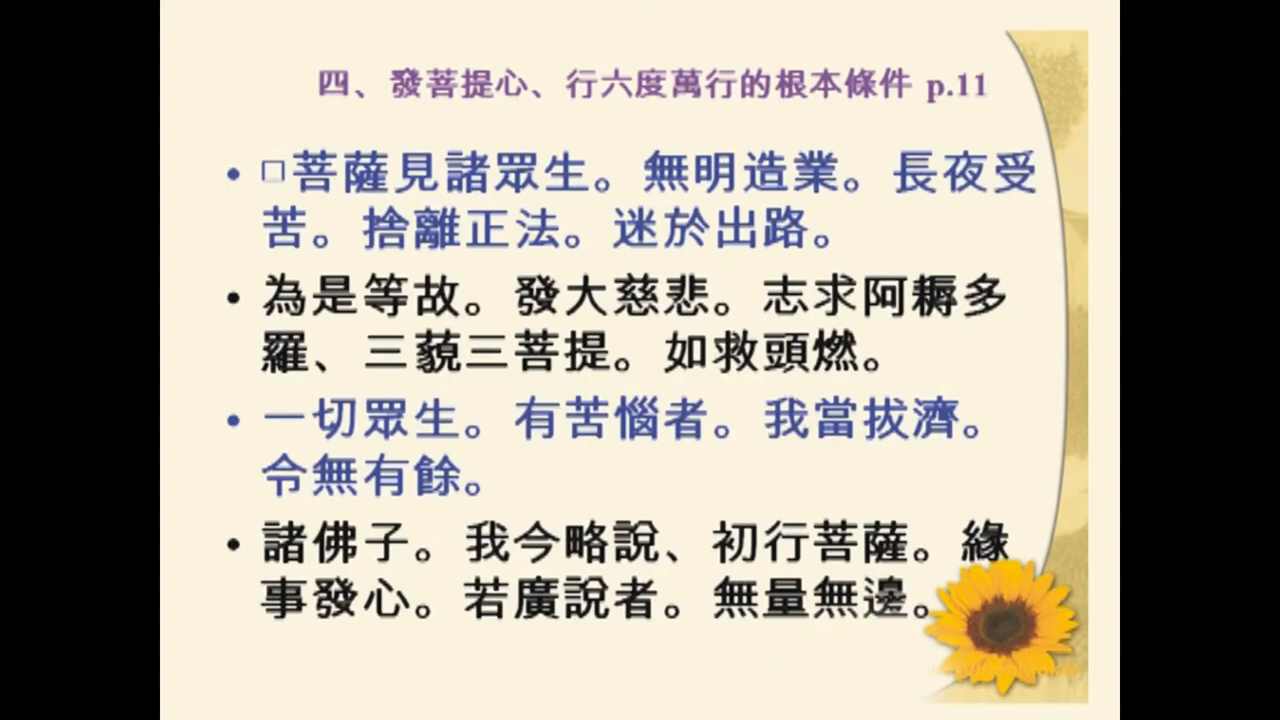 四、發菩提心、行六度萬行的根本條件 p.11
• □菩薩見諸眾生。無明造業。長夜受
苦。捨離正法。迷於出路。
• 為是等故。發大慈悲。志求阿耨多
羅、三藐三菩提。如救頭燃。
• 一切眾生。有苦惱者。我當拔濟。
令無有餘。
• 諸佛子。我今略說、初行菩薩。緣
事發心。若廣說者。無量無邊。